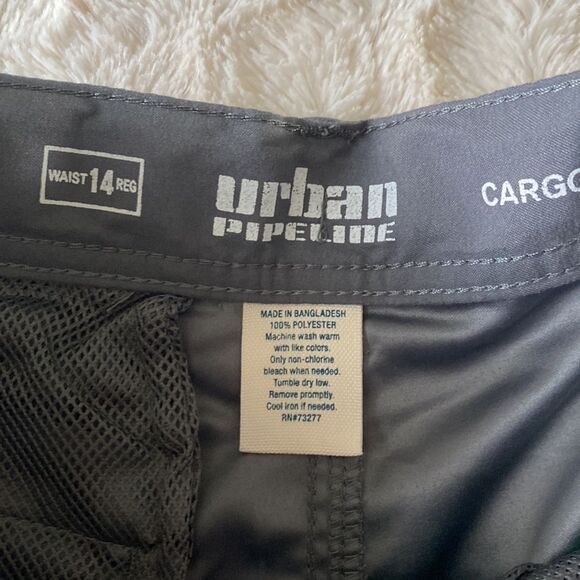 WAIST 14 REG
urban
PIPELINE
CARGO
MADE IN BANGLADESH
100% POLYESTER
Machine wash warm
with like colors.
Only non-chlorine
bleach when needed.
Tumble dry low.
Remove promptly.
Cool iron if needed.
RN#73277